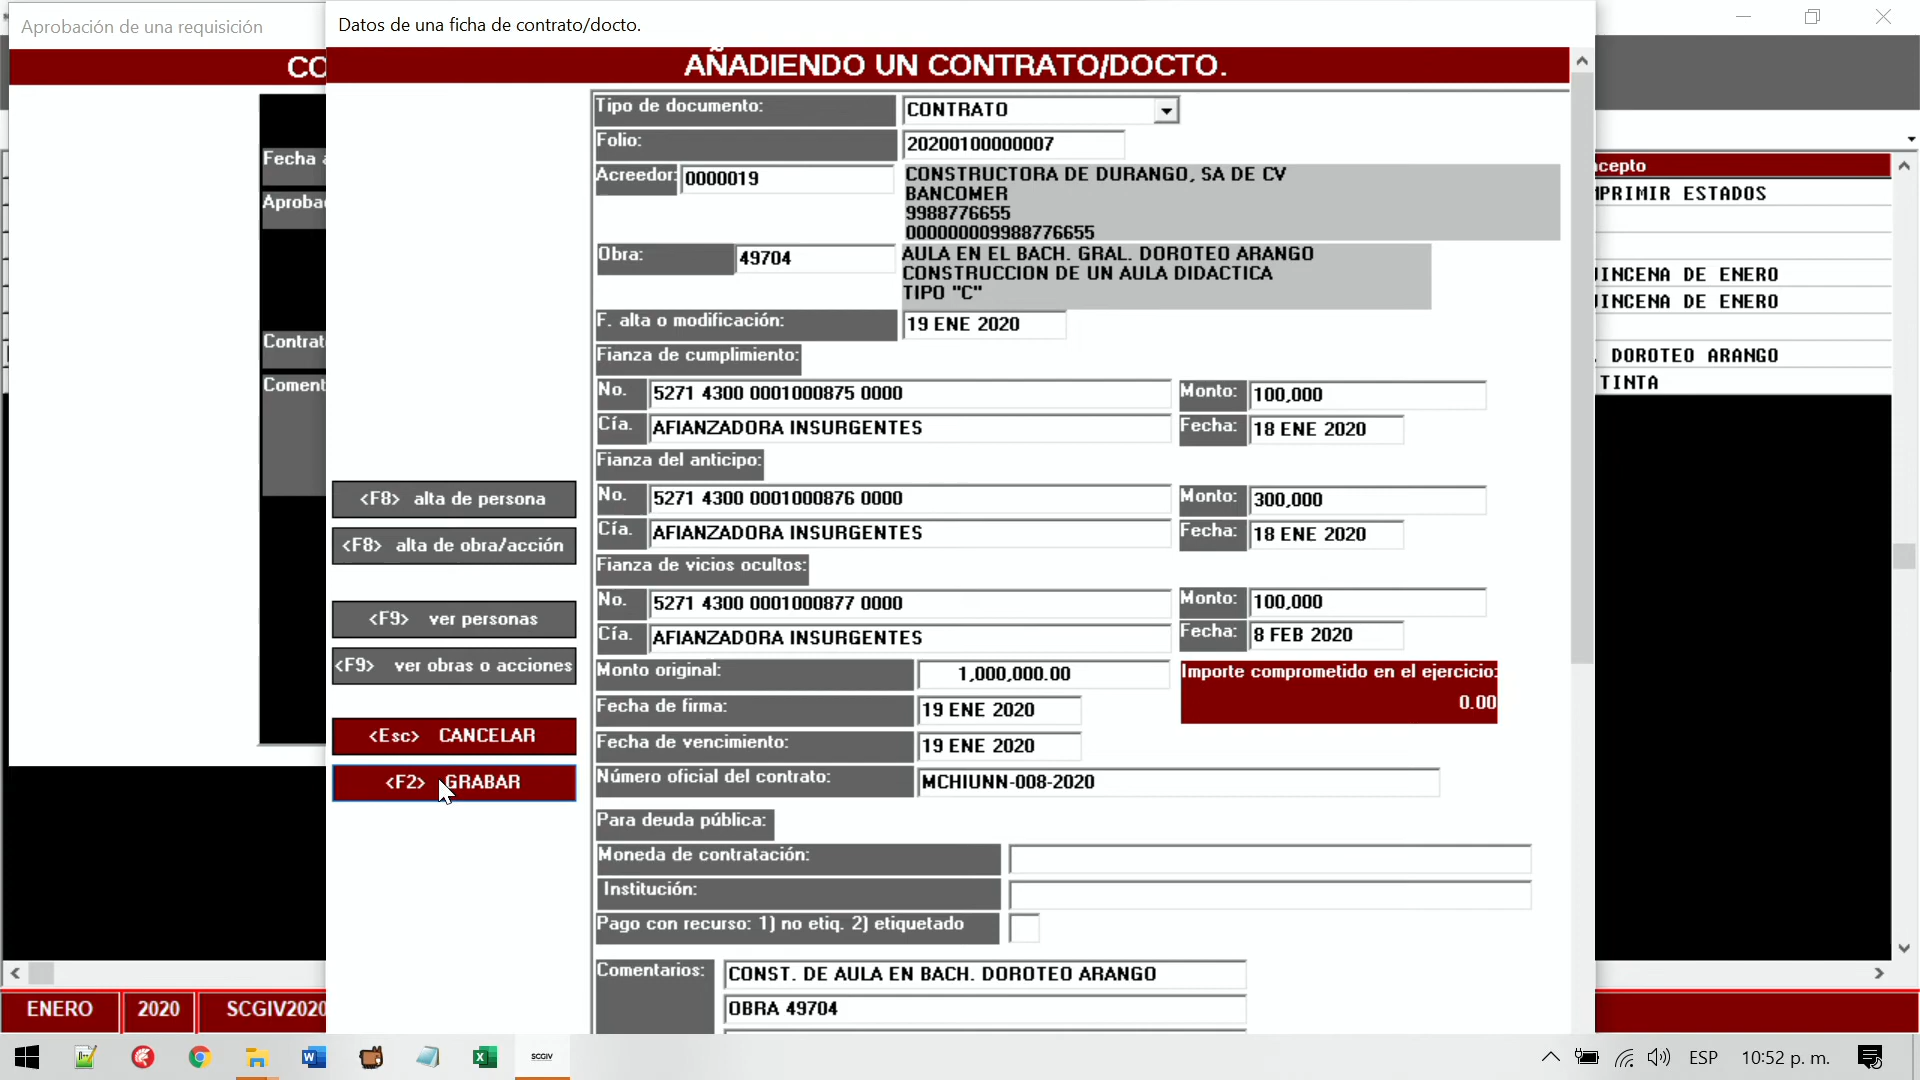 Aprobación de una requisición
Datos de una ficha de contrato/docto.
CO
AÑADIENDO UN CONTRATO/DOCTO.
Tipo de documento: CONTRATO
Folio: 20200100000007
Acreedor: 0000019 CONSTRUCTORA DE DURANGO, SA DE CV
BANCOMER
9988776655
000000009988776655
Obra: 49704 AULA EN EL BACH. GRAL. DOROTEO ARANGO
CONSTRUCCION DE UN AULA DIDACTICA
TIPO "C"
F. alta o modificación: 19 ENE 2020
Fianza de cumplimiento:
No. 5271 4300 0001000875 0000 Monto: 100,000
Cía. AFIANZADORA INSURGENTES Fecha: 18 ENE 2020
Fianza del anticipo:
No. 5271 4300 0001000876 0000 Monto: 300,000
Cía. AFIANZADORA INSURGENTES Fecha: 18 ENE 2020
Fianza de vicios ocultos:
No. 5271 4300 0001000877 0000 Monto: 100,000
Cía. AFIANZADORA INSURGENTES Fecha: 8 FEB 2020
Monto original: 1,000,000.00 Importe comprometido en el ejercicio:
0.00
Fecha de firma: 19 ENE 2020
Fecha de vencimiento: 19 ENE 2020
Número oficial del contrato: MCHIUNN-008-2020
Para deuda pública:
Moneda de contratación:
Institución:
Pago con recurso: 1) no etiq. 2) etiquetado
Comentarios: CONST. DE AULA EN BACH. DOROTEO ARANGO
OBRA 49704
<F8> alta de persona
<F8> alta de obra/acción
<F9> ver personas
<F9> ver obras o acciones
<Esc> CANCELAR
<F2> GRABAR
Fecha a
Aproba
Contrat
Coment
cepto
MPRIMIR ESTADOS
UINCENA DE ENERO
UINCENA DE ENERO
. DOROTEO ARANGO
TINTA
ENERO 2020 SCGIV2020
SCGIV
ESP 10:52 p. m.